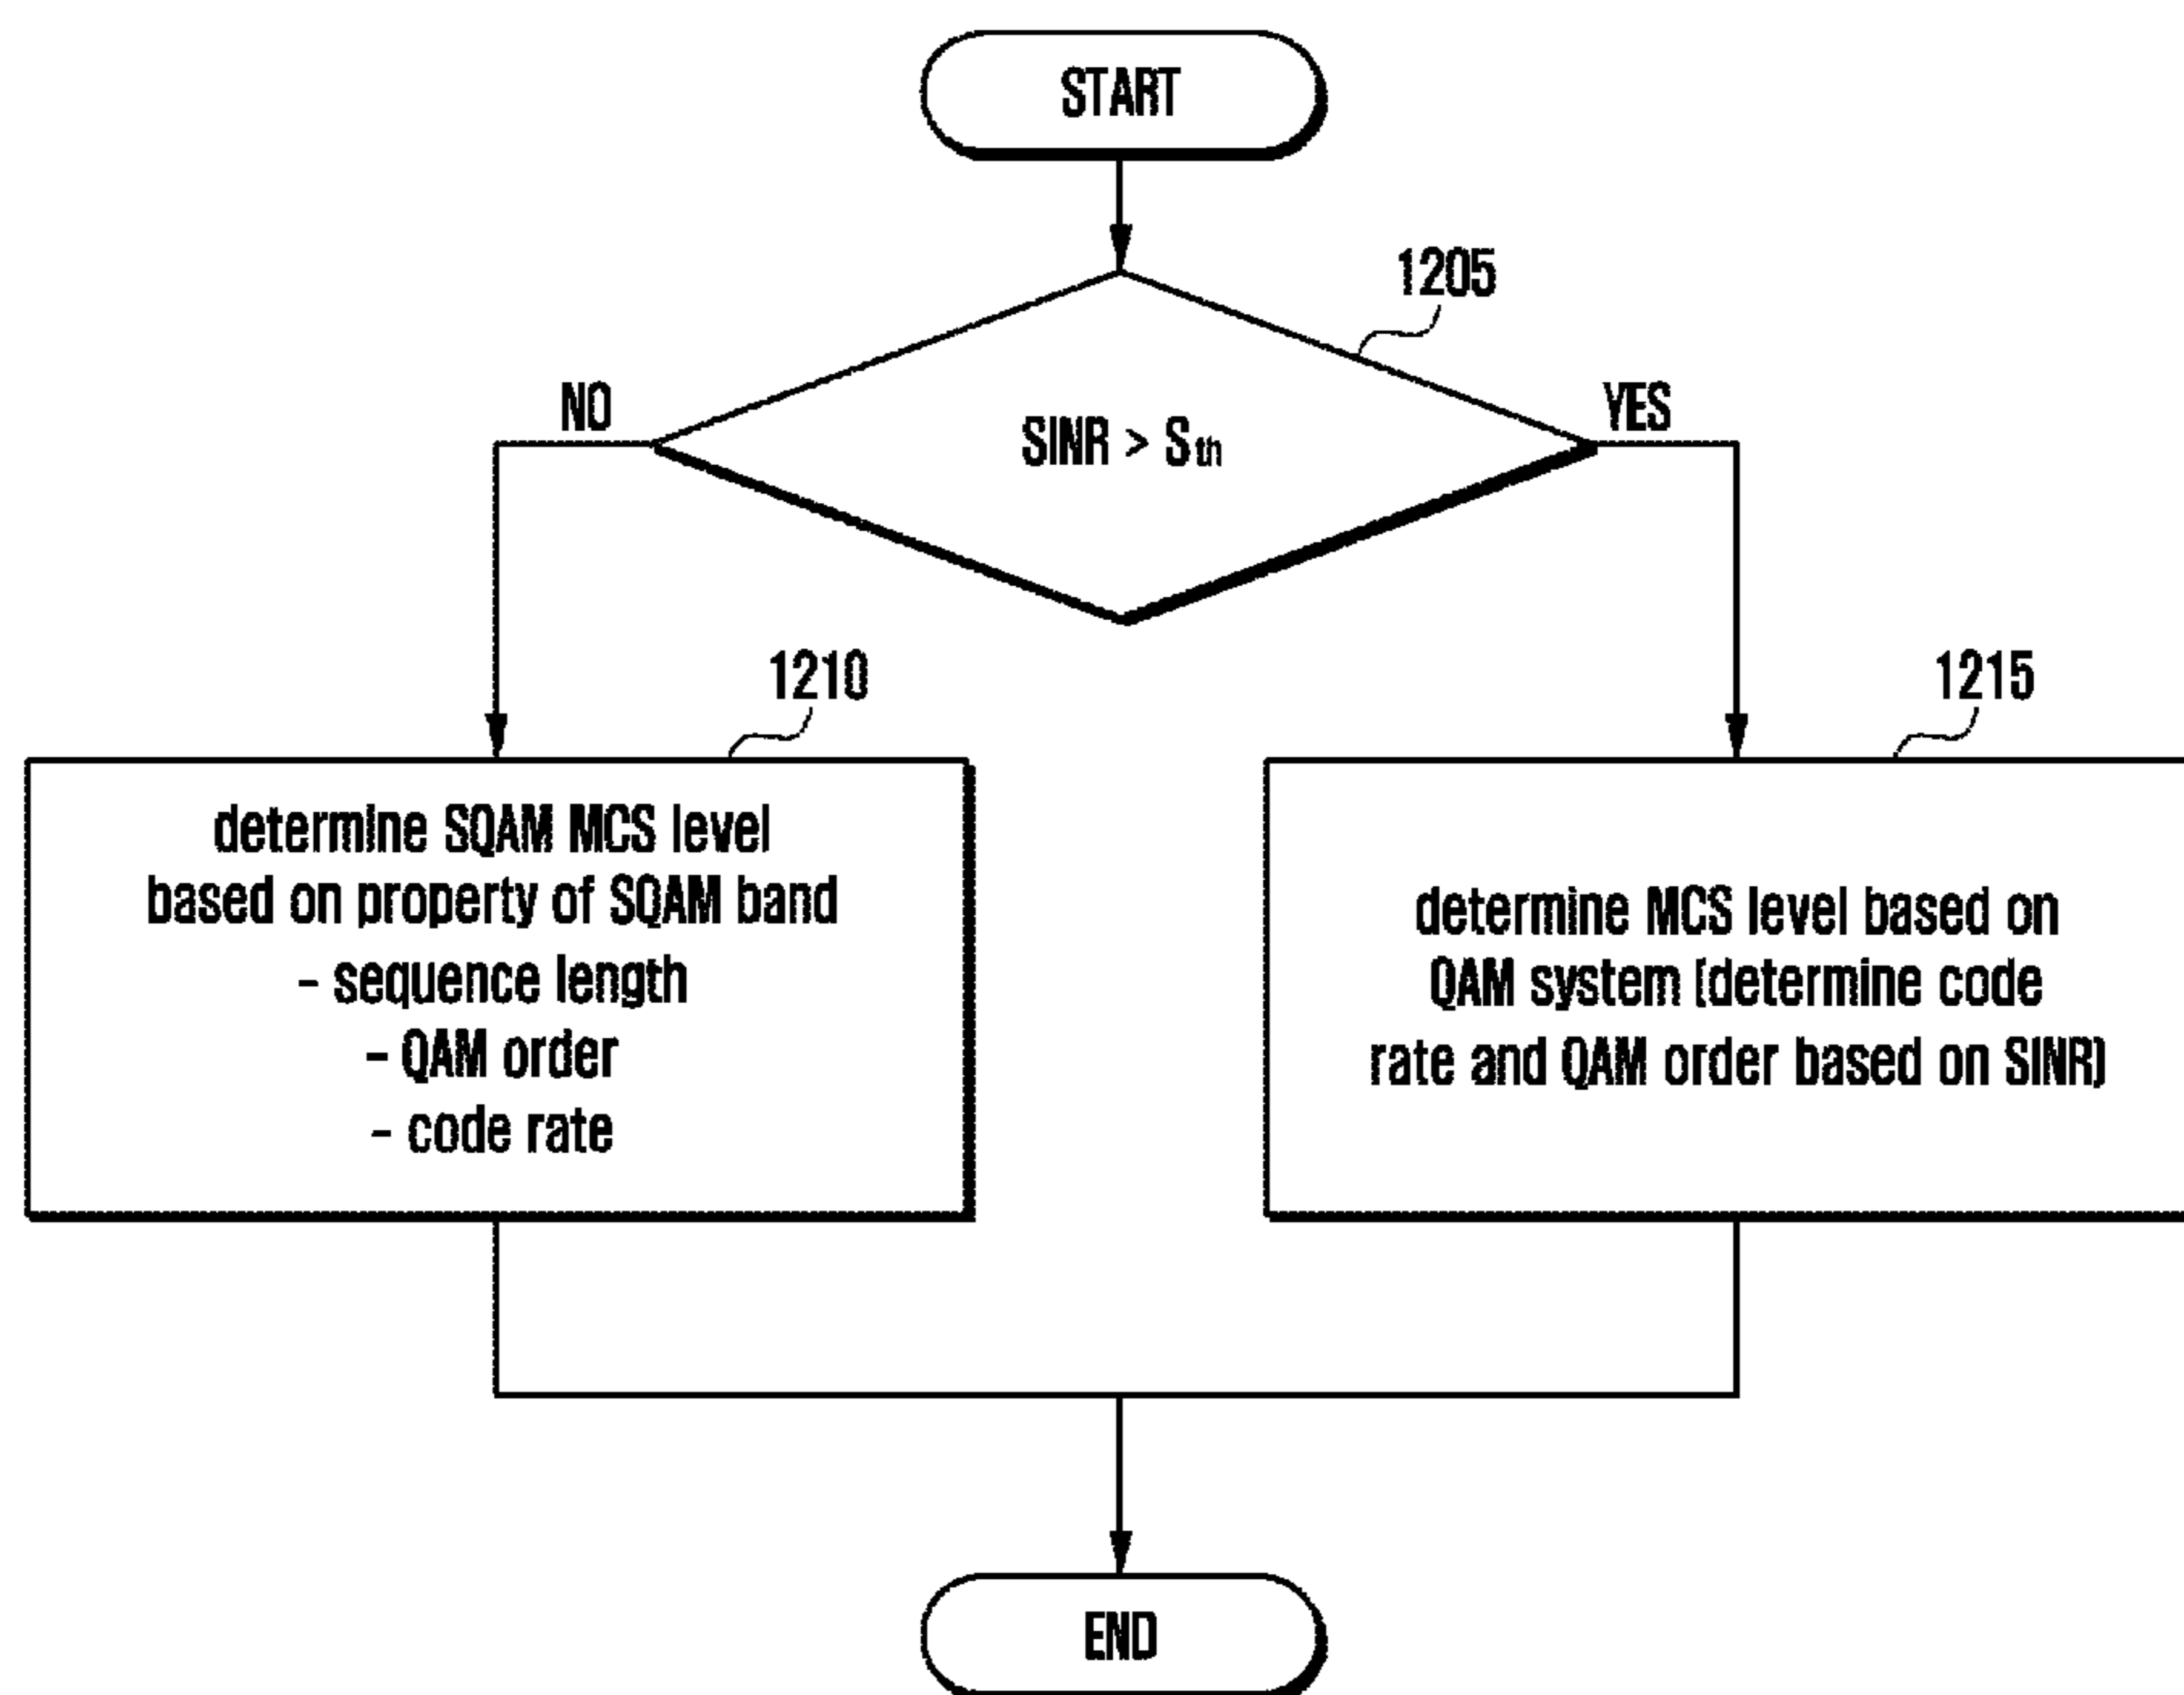 START
1205
NO
YES
SINR > Sth
1210
1215
determine SQAM MCS level
based on property of SQAM band
- sequence length
- QAM order
- code rate
determine MCS level based on
QAM system (determine code
rate and QAM order based on SINR)
END